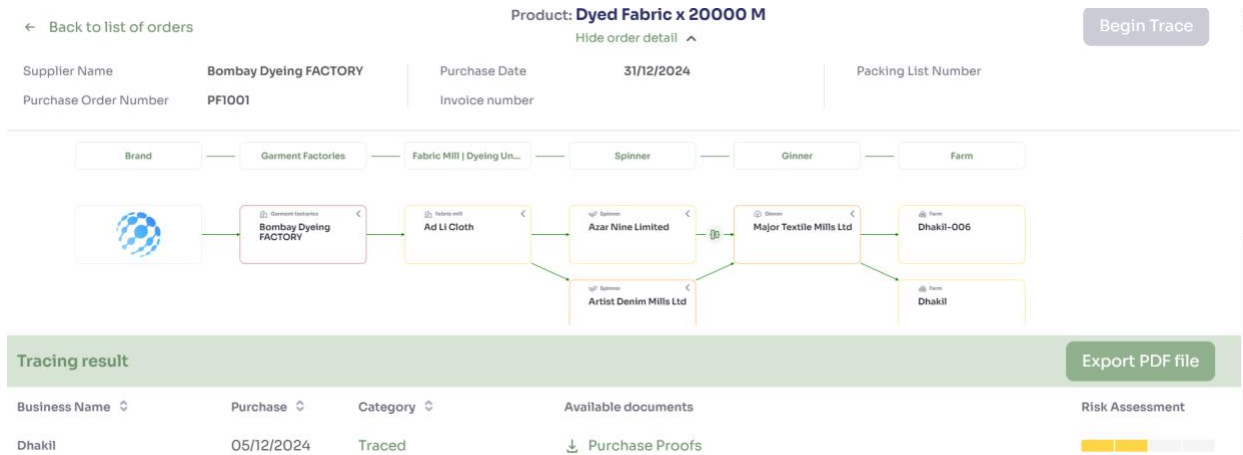 Product: Dyed Fabric x 20000 M
← Back to list of orders
Begin Trace
Hide order detail
Supplier Name Bombay Dyeing FACTORY Purchase Date 31/12/2024 Packing List Number
Purchase Order Number PF1001 Invoice number
Brand Garment Factories Fabric Mill | Dyeing Un... Spinner Ginner Farm
Garment factories Fabric mill Spinner Ginner Farm
Bombay Dyeing FACTORY Ad Li Cloth Azar Nine Limited Major Textile Mills Ltd Dhakil-006
Spinner Farm
Artist Denim Mills Ltd Dhakil
Tracing result Export PDF file
Business Name Purchase Category Available documents Risk Assessment
Dhakil 05/12/2024 Traced Purchase Proofs